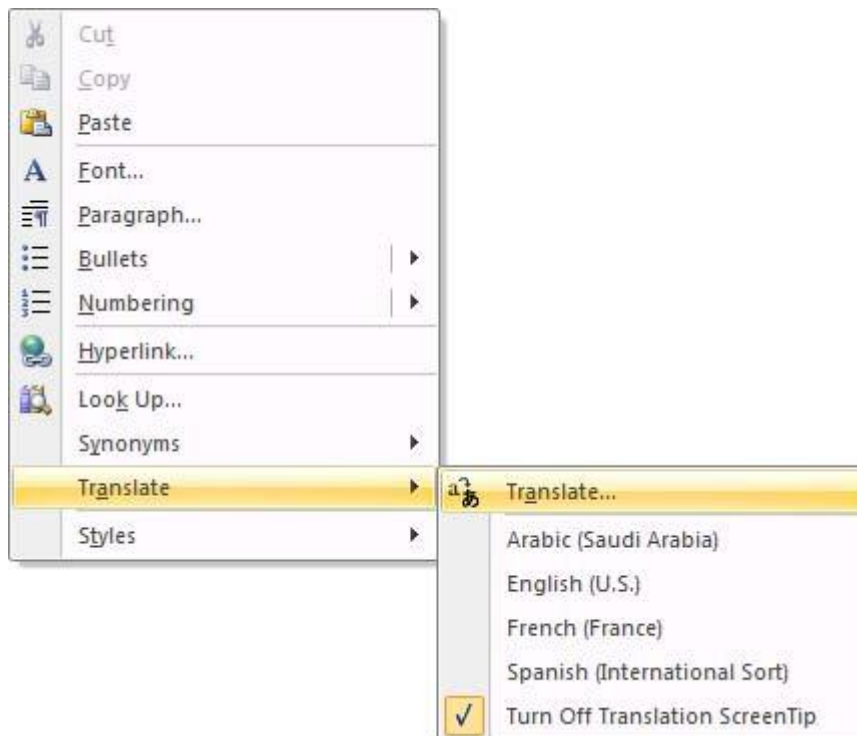 Cut
Copy
Paste
Font...
Paragraph...
Bullets
Numbering
Hyperlink...
Look Up...
Synonyms
Translate
Styles
Translate...
Arabic (Saudi Arabia)
English (U.S.)
French (France)
Spanish (International Sort)
Turn Off Translation ScreenTip